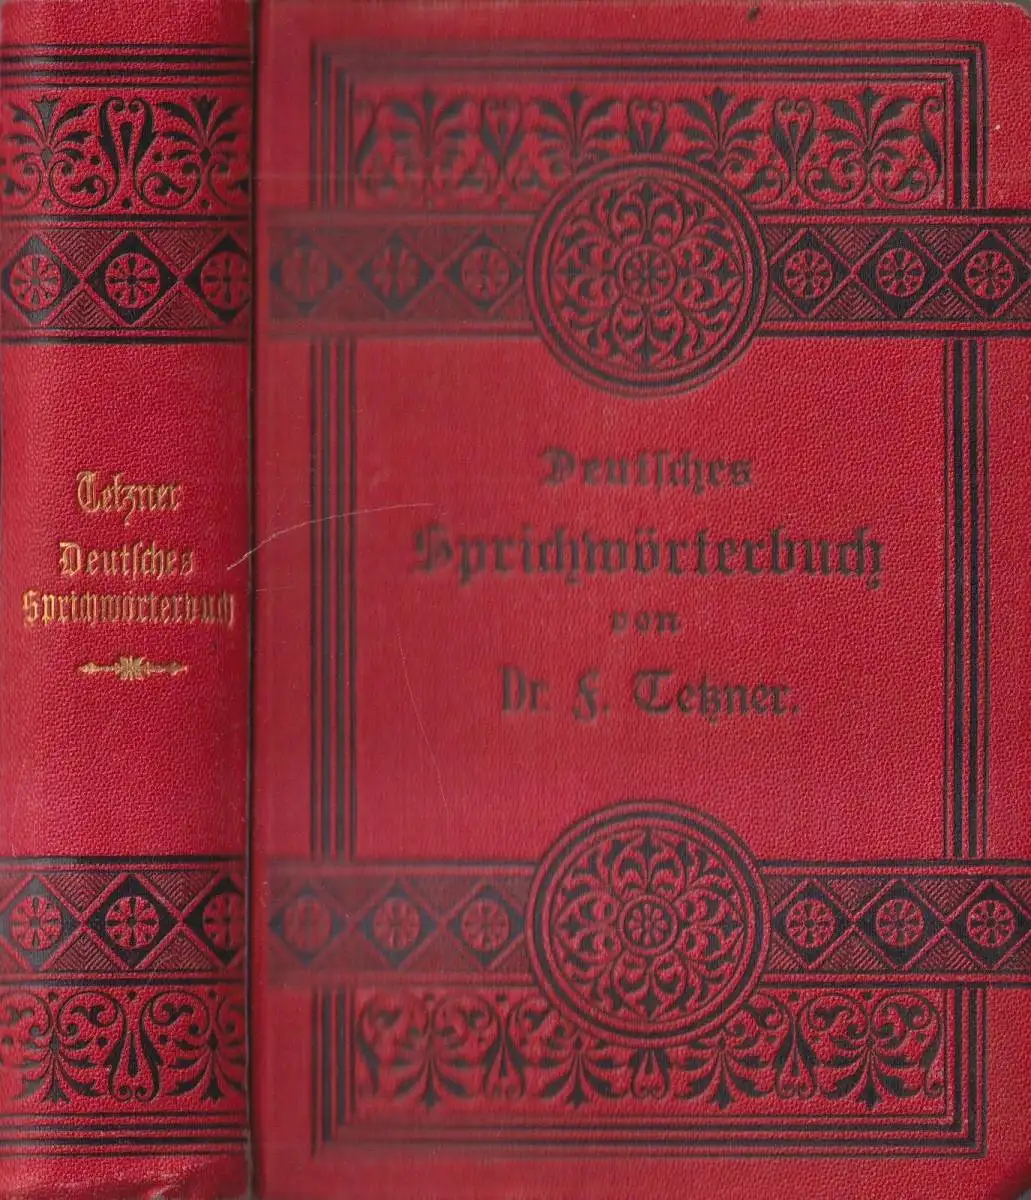 Tetzner
Deutsches
Sprichwörterbuch
Deutsches
Sprichwörterbuch
von
Dr. F. Tetzner.